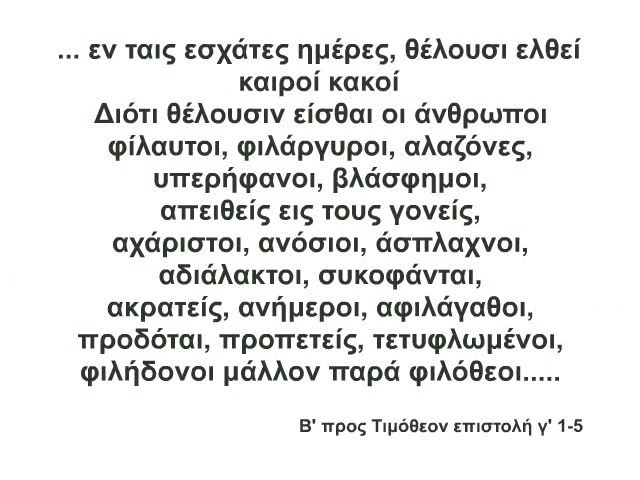 ... εν ταις εσχάτες ημέρες, θέλουσι ελθεί
καιροί κακοί
Διότι θέλουσιν είσθαι οι άνθρωποι
φίλαυτοι, φιλάργυροι, αλαζόνες,
υπερήφανοι, βλάσφημοι,
απειθείς εις τους γονείς,
αχάριστοι, ανόσιοι, άσπλαχνοι,
αδιάλακτοι, συκοφάνται,
ακρατείς, ανήμεροι, αφιλάγαθοι,
προδόται, προπετείς, τετυφλωμένοι,
φιλήδονοι μάλλον παρά φιλόθεοι.....
Β' προς Τιμόθεον επιστολή γ' 1-5